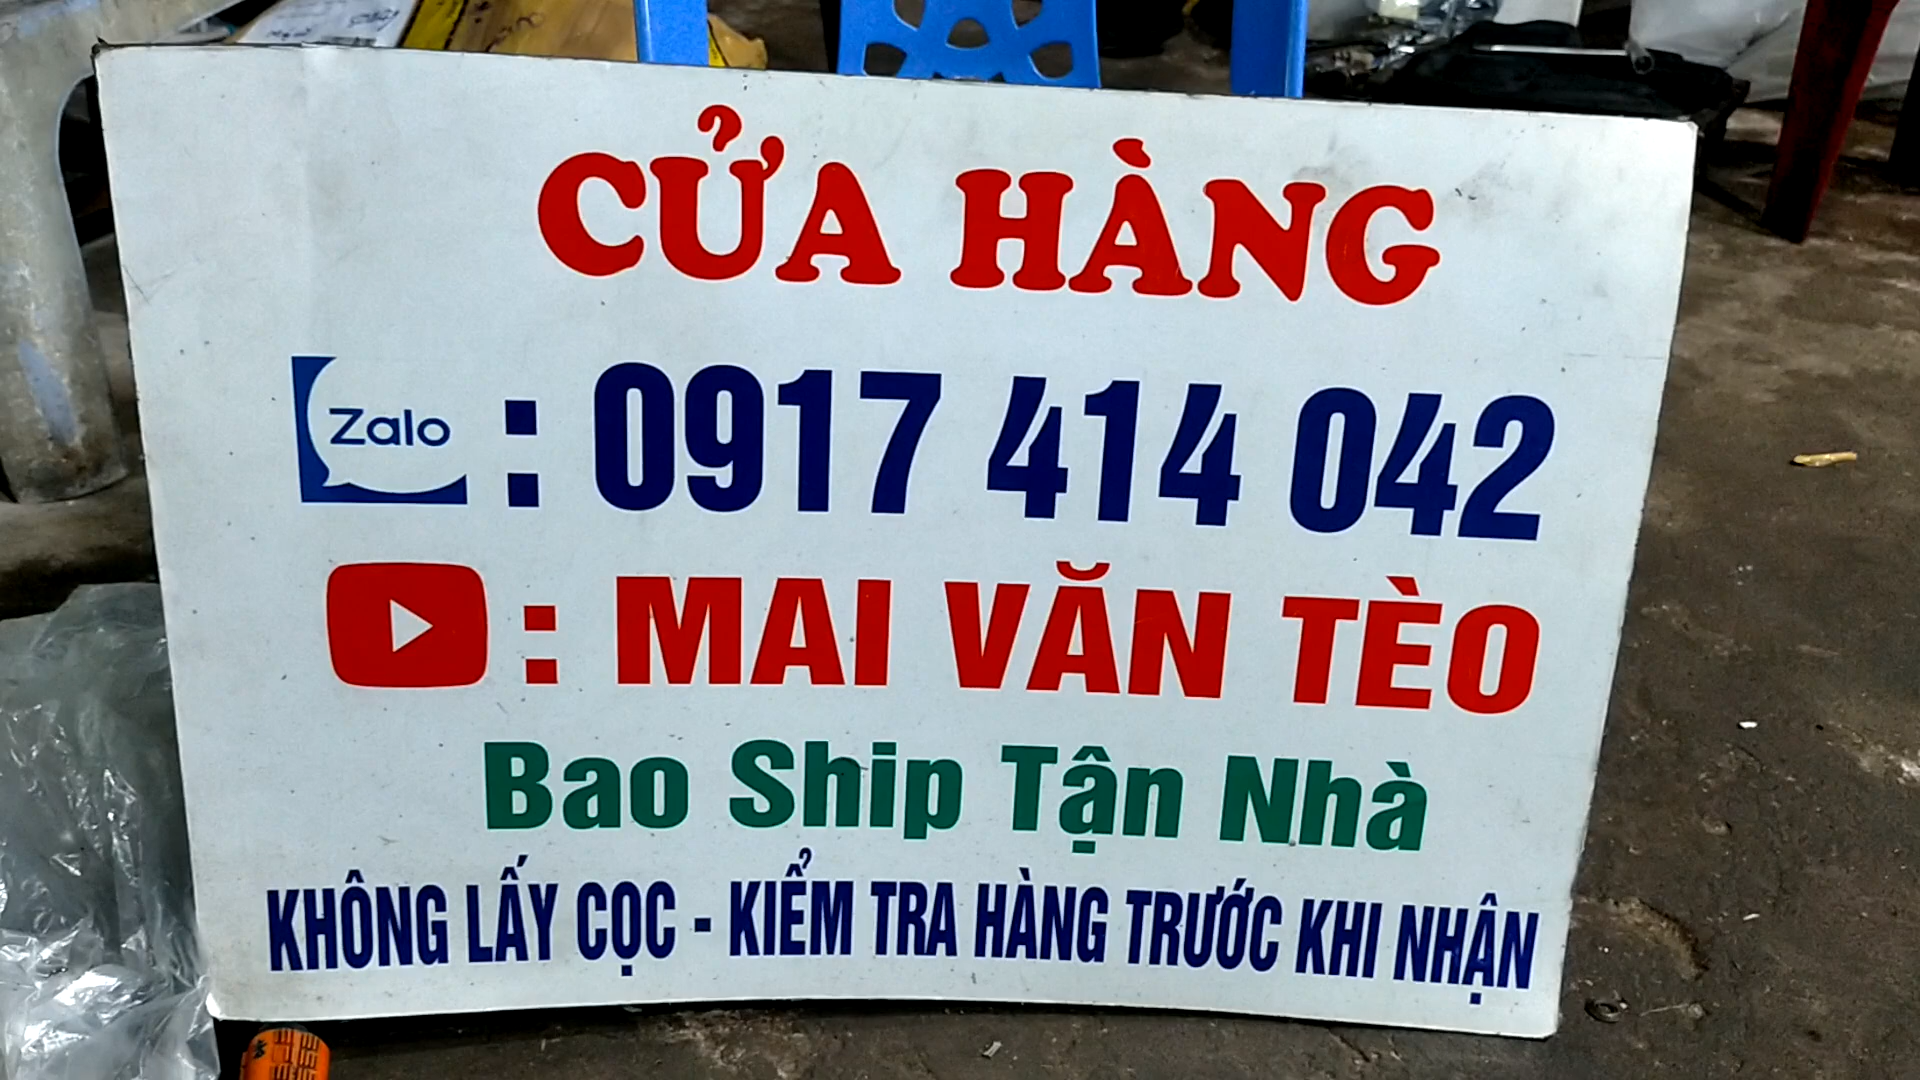 CỬA HÀNG
Zalo : 0917 414 042
: MAI VĂN TÈO
Bao Ship Tận Nhà
KHÔNG LẤY CỌC - KIỂM TRA HÀNG TRƯỚC KHI NHẬN